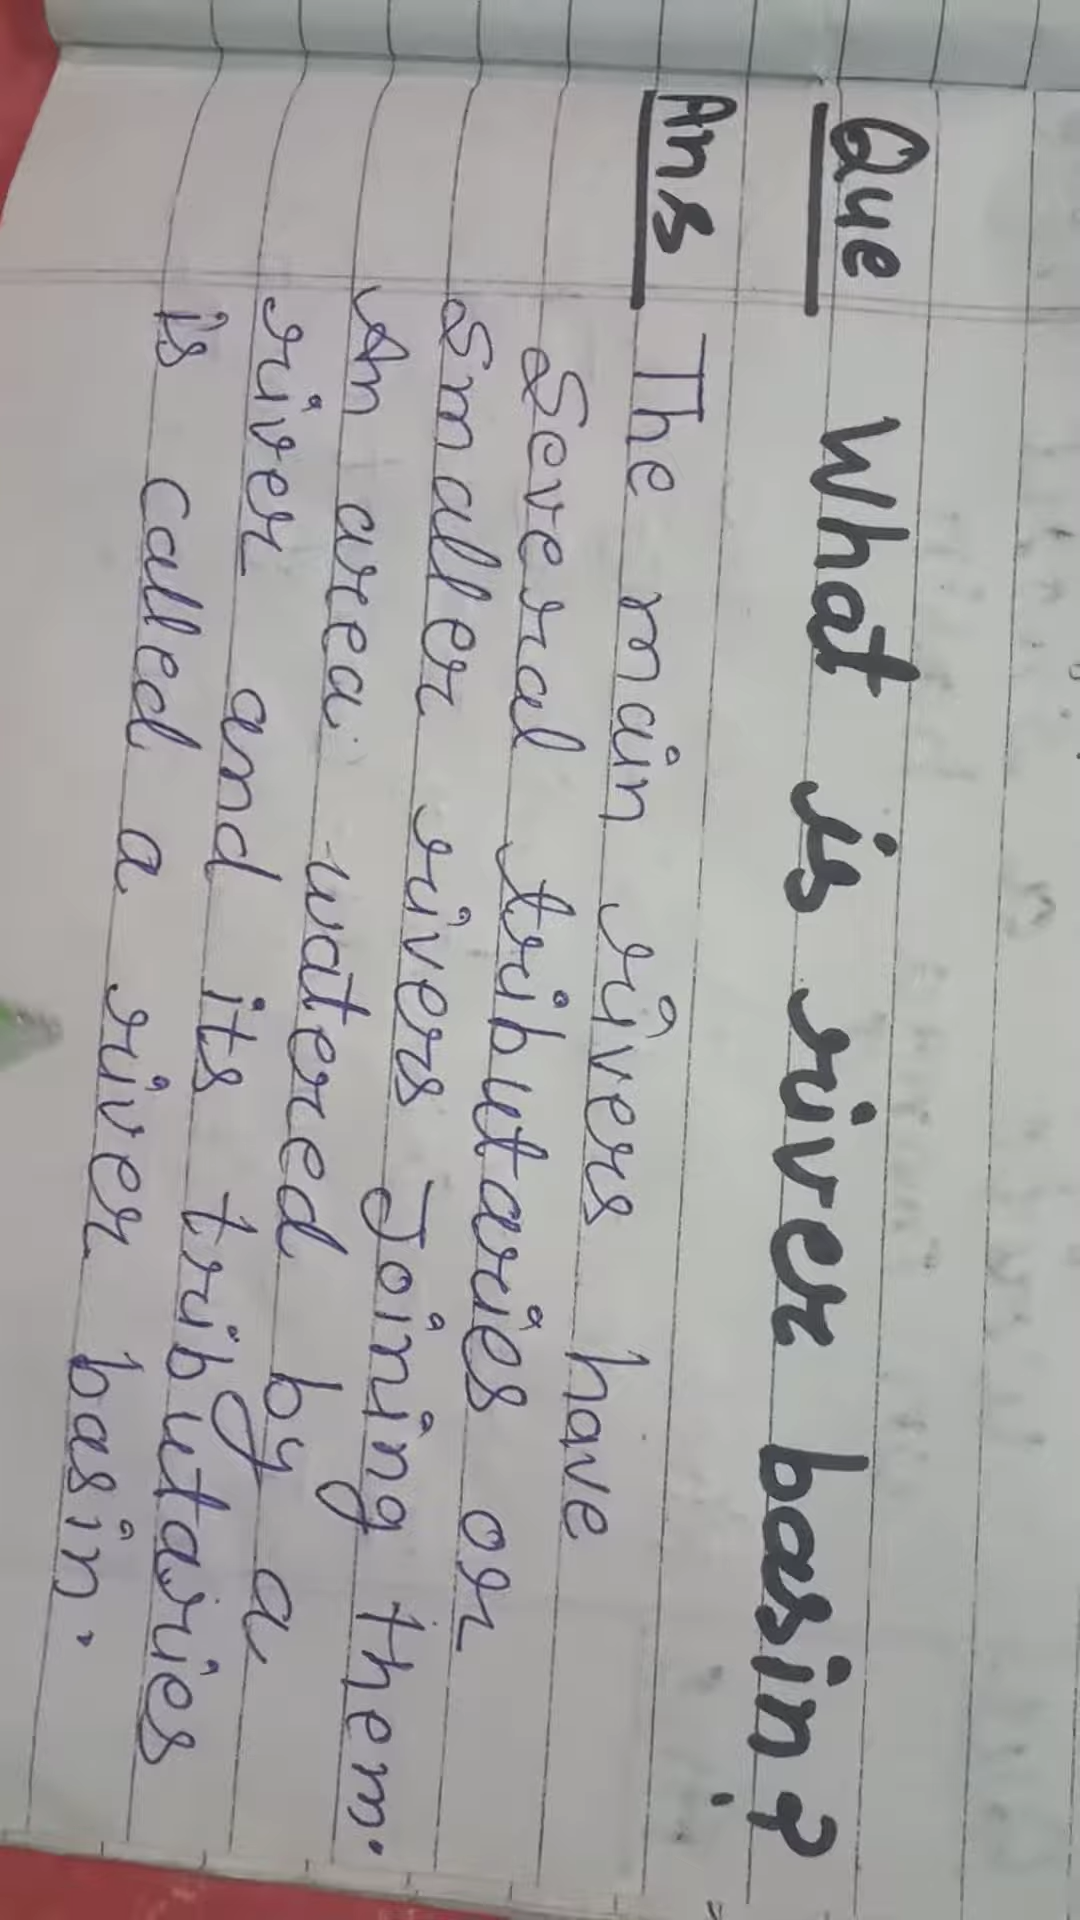 Que What is river basin?
Ans The main rivers have
Several tributaries or
Smaller rivers Joining them.
An area watered by a
river and its tributaries
is called a river basin.